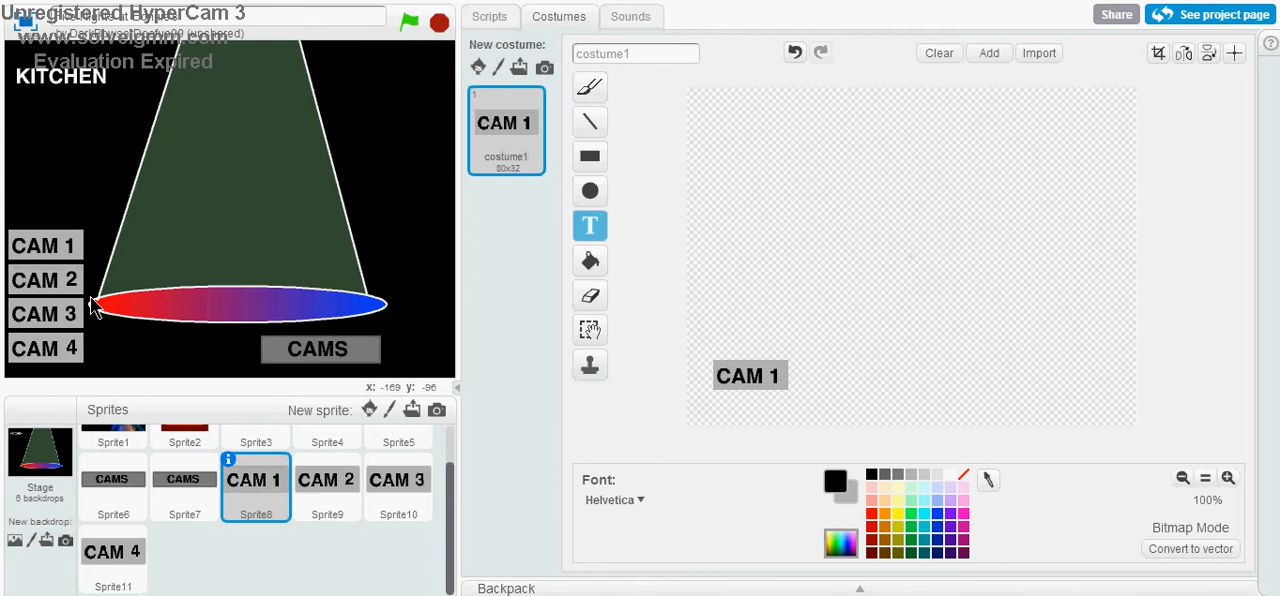 Unregistered HyperCam 3
www.solveigmm.com
Evaluation Expired
KITCHEN
CAM 1
CAM 2
CAM 3
CAM 4
CAMS
x: -169 y: -96
Scripts
Costumes
Sounds
Share
See project page
New costume:
costume1
Clear
Add
Import
1
CAM 1
costume1
80x32
CAM 1
T
Font:
Helvetica
100%
Bitmap Mode
Convert to vector
Backpack
Sprites
New sprite:
Stage
6 backdrops
New backdrop:
Sprite1
Sprite2
Sprite3
Sprite4
Sprite5
CAMS
Sprite6
CAMS
Sprite7
CAM 1
Sprite8
CAM 2
Sprite9
CAM 3
Sprite10
CAM 4
Sprite11